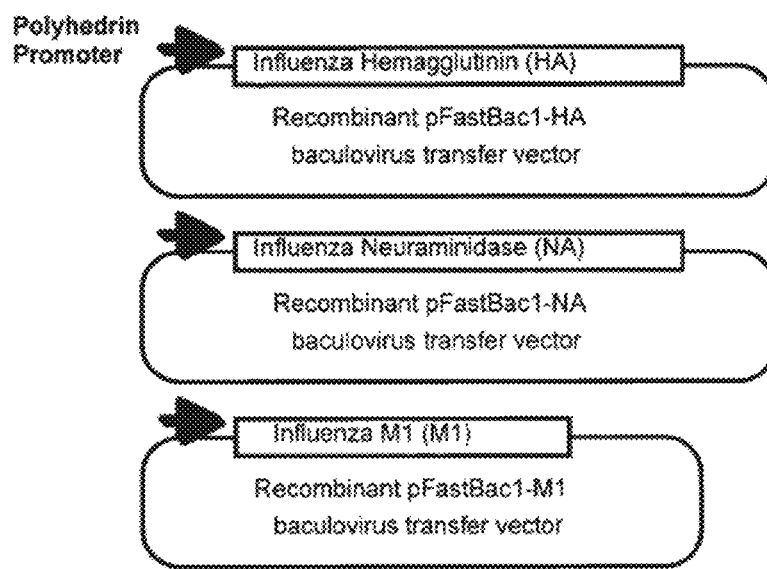 Polyhedrin
Promoter
Influenza Hemagglutinin (HA)
Recombinant pFastBac1-HA
baculovirus transfer vector
Influenza Neuraminidase (NA)
Recombinant pFastBac1-NA
baculovirus transfer vector
Influenza M1 (M1)
Recombinant pFastBac1-M1
baculovirus transfer vector